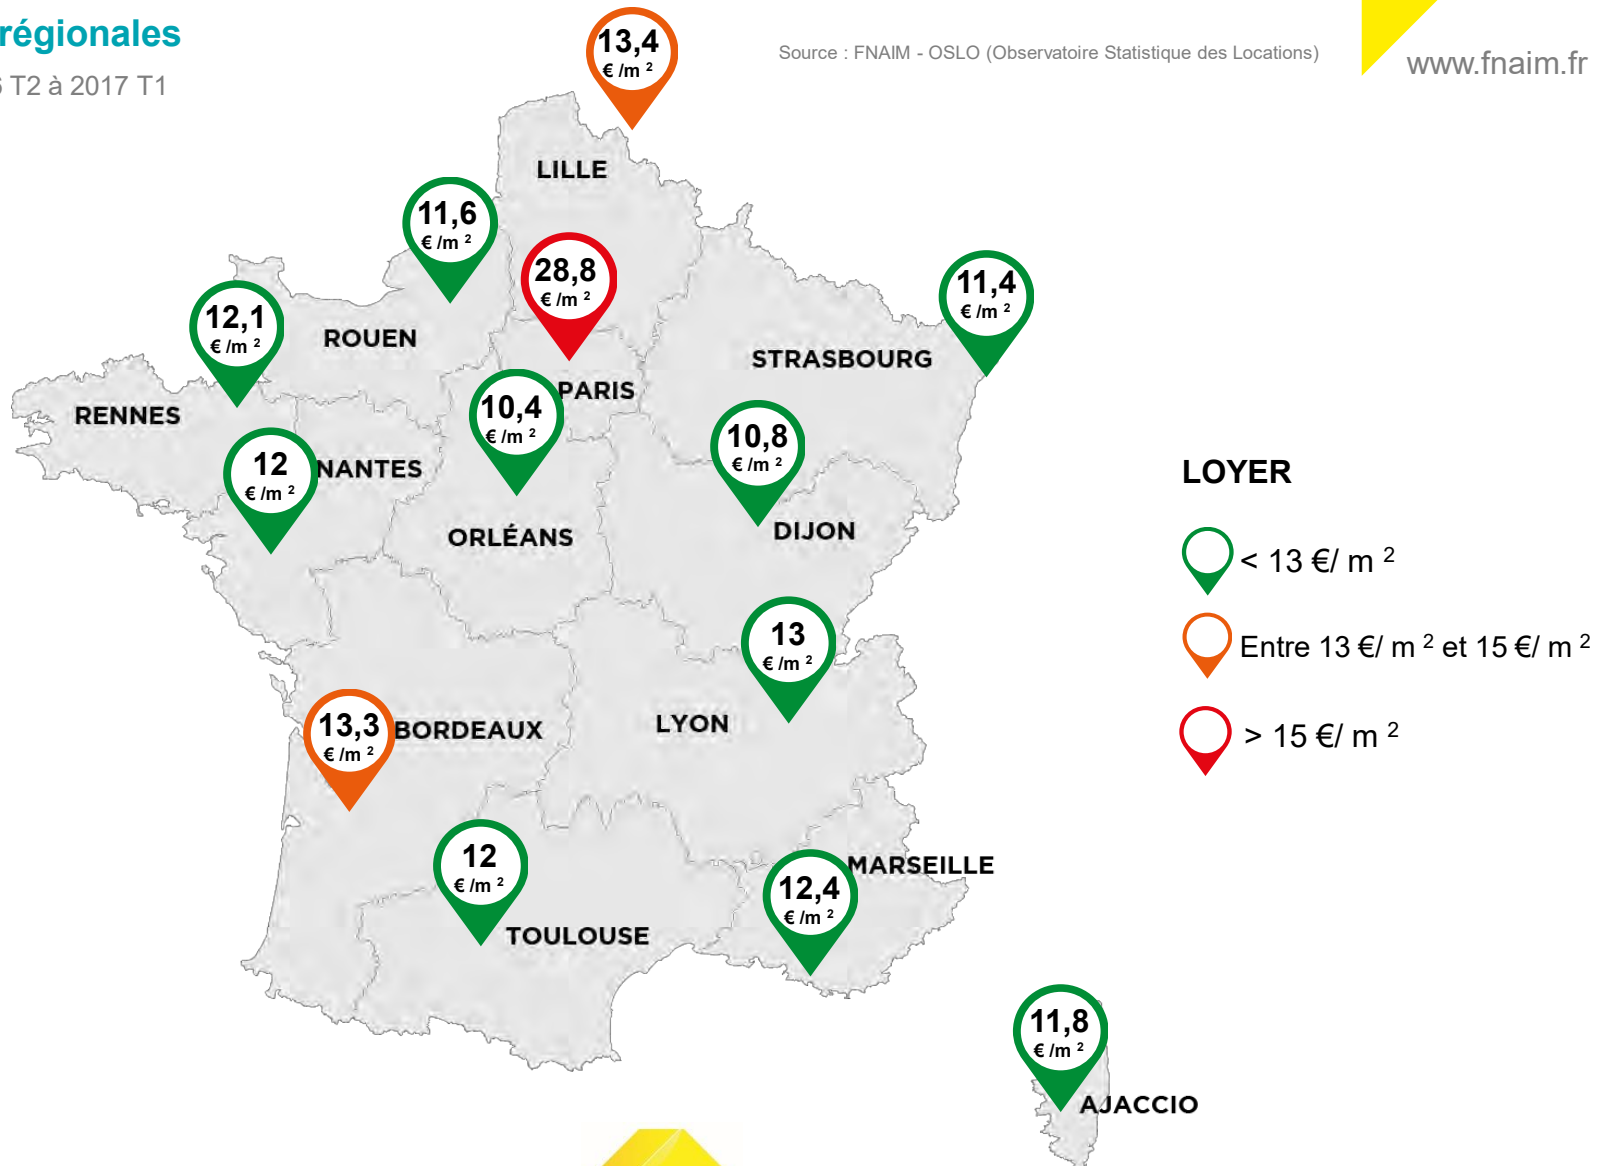 régionales
T2 à 2017 T1
Source : FNAIM - OSLO (Observatoire Statistique des Locations)
www.fnaim.fr
13,4
€ /m ²
LILLE
11,6
€ /m ²
28,8
€ /m ²
11,4
€ /m ²
12,1
€ /m ²
ROUEN
STRASBOURG
PARIS
RENNES
10,4
€ /m ²
10,8
€ /m ²
12
€ /m ²
NANTES
ORLÉANS
DIJON
LOYER
< 13 €/ m ²
Entre 13 €/ m ² et 15 €/ m ²
> 15 €/ m ²
13
€ /m ²
LYON
13,3
€ /m ²
BORDEAUX
12
€ /m ²
TOULOUSE
MARSEILLE
12,4
€ /m ²
11,8
€ /m ²
AJACCIO